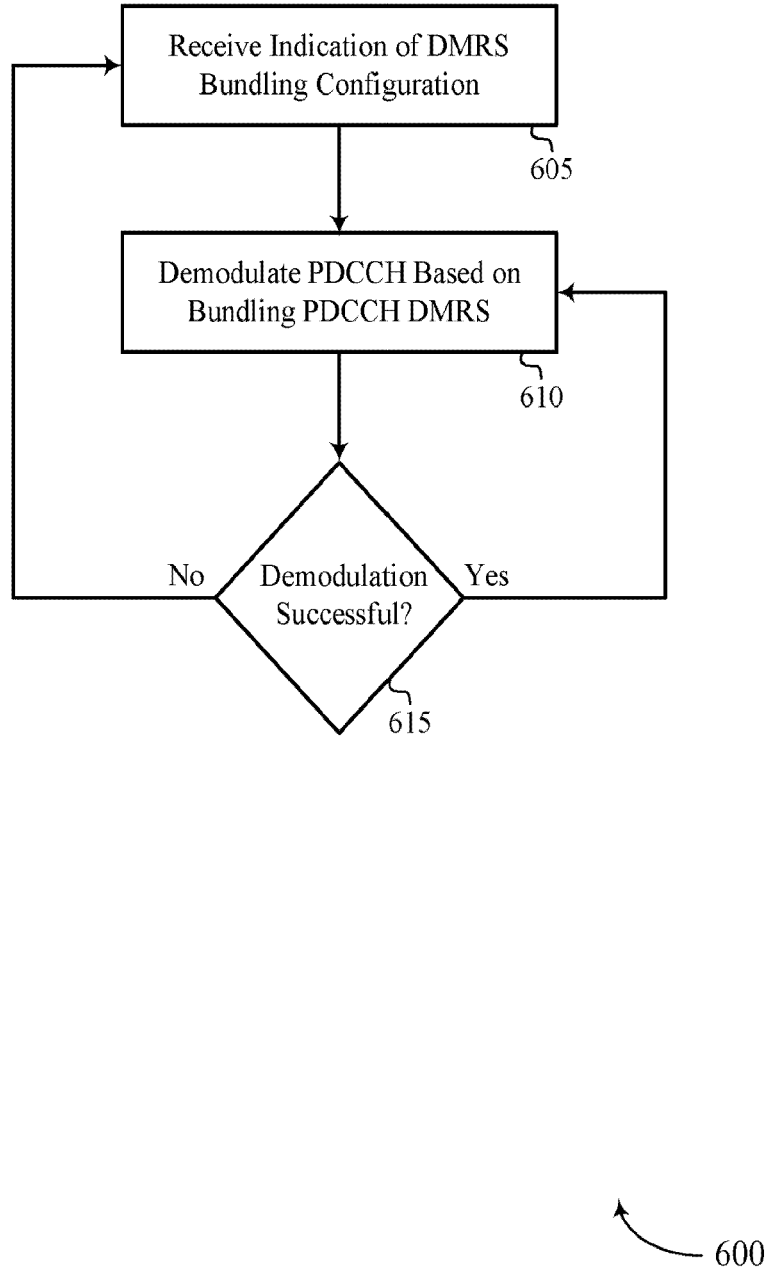 Receive Indication of DMRS
Bundling Configuration
605
Demodulate PDCCH Based on
Bundling PDCCH DMRS
610
No
Demodulation
Successful?
Yes
615
600